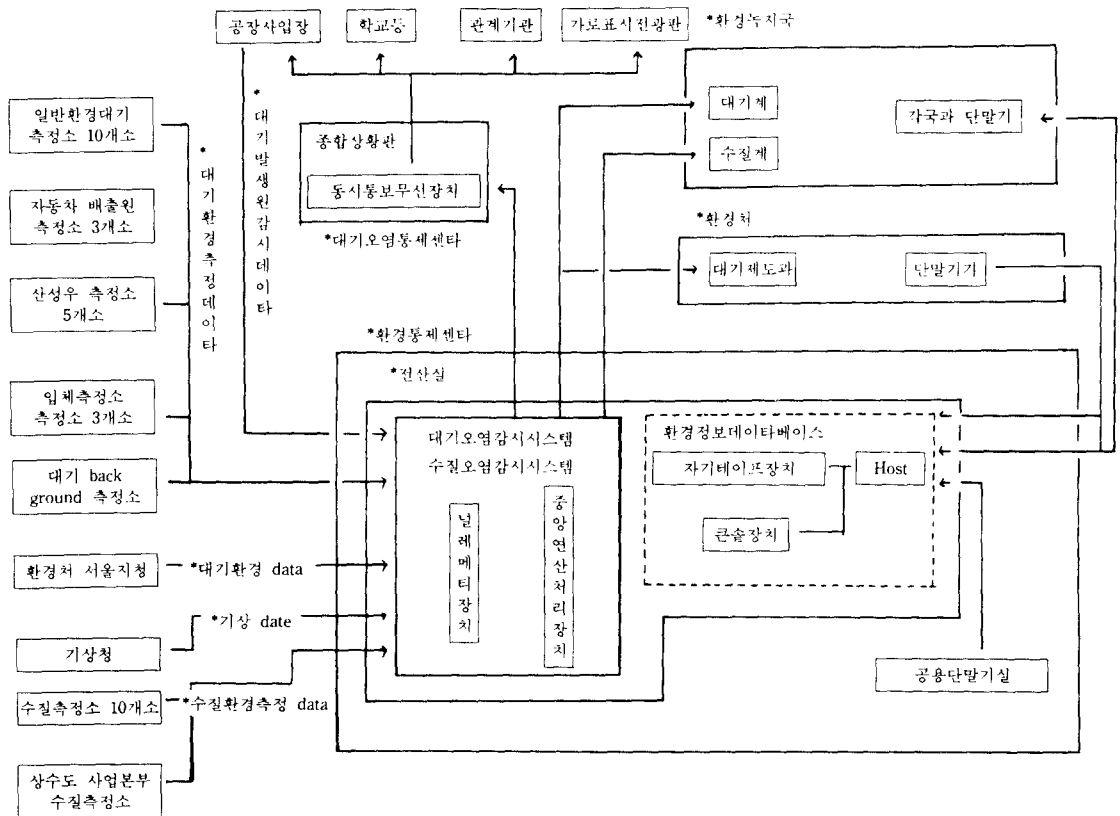 공장사업장
학교등
관계기관
가로표시전광판
*환경녹지국
일반환경대기
측정소 10개소
자동차 배출원
측정소 3개소
산성우 측정소
5개소
입체측정소
측정소 3개소
대기 back
ground 측정소
환경처 서울지청
기상청
수질측정소 10개소
상수도 사업본부
수질측정소
*대기환경측정데이타
*대기발생원감시데이타
종합상황판
동시통보무선장치
*대기오염통제센타
대기계
수질계
각국과 단말기
*환경처
대기제도과
단말기기
*환경통제센타
*전산실
대기오염감시시스템
수질오염감시시스템
널레메티장치
중앙연산처리장치
환경정보데이타베이스
자기테이프장치
Host
큰솔장치
*대기환경 data
*기상 date
*수질환경측정 data
공용단말기실